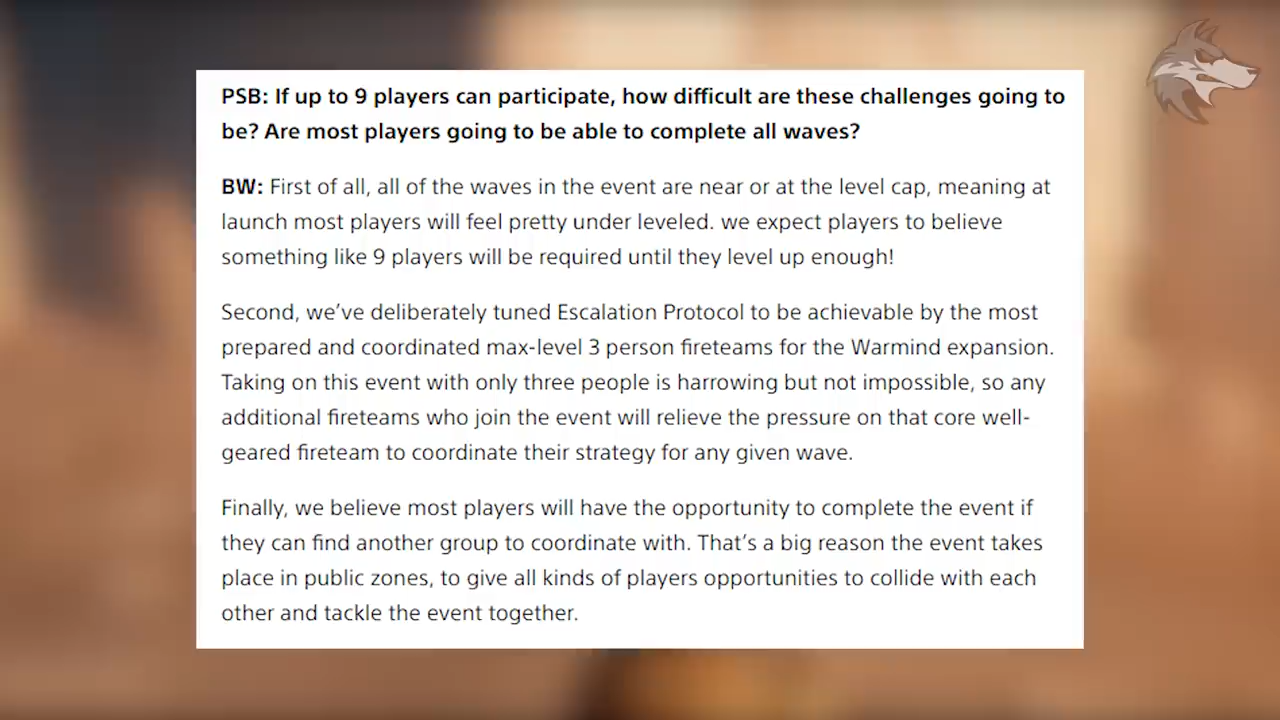 PSB: If up to 9 players can participate, how difficult are these challenges going to
be? Are most players going to be able to complete all waves?
BW: First of all, all of the waves in the event are near or at the level cap, meaning at
launch most players will feel pretty under leveled. we expect players to believe
something like 9 players will be required until they level up enough!
Second, we’ve deliberately tuned Escalation Protocol to be achievable by the most
prepared and coordinated max-level 3 person fireteams for the Warmind expansion.
Taking on this event with only three people is harrowing but not impossible, so any
additional fireteams who join the event will relieve the pressure on that core well-
geared fireteam to coordinate their strategy for any given wave.
Finally, we believe most players will have the opportunity to complete the event if
they can find another group to coordinate with. That’s a big reason the event takes
place in public zones, to give all kinds of players opportunities to collide with each
other and tackle the event together.